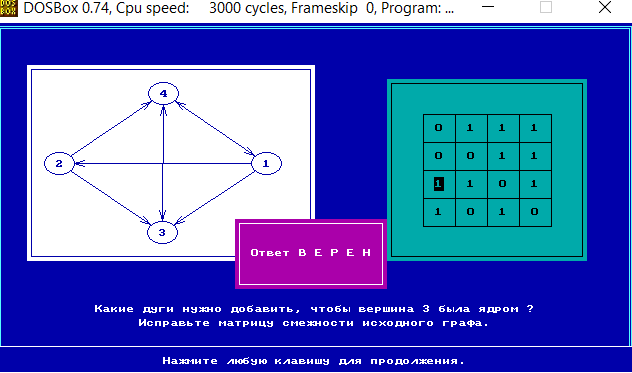 DOS
BOX
DOSBox 0.74, Cpu speed: 3000 cycles, Frameskip 0, Program: ...
4
2
1
3
0 1 1 1
0 0 1 1
1 1 0 1
1 0 1 0
Ответ В Е Р Е Н
Какие дуги нужно добавить, чтобы вершина 3 была ядром ?
Исправьте матрицу смежности исходного графа.
Нажмите любую клавишу для продолжения.